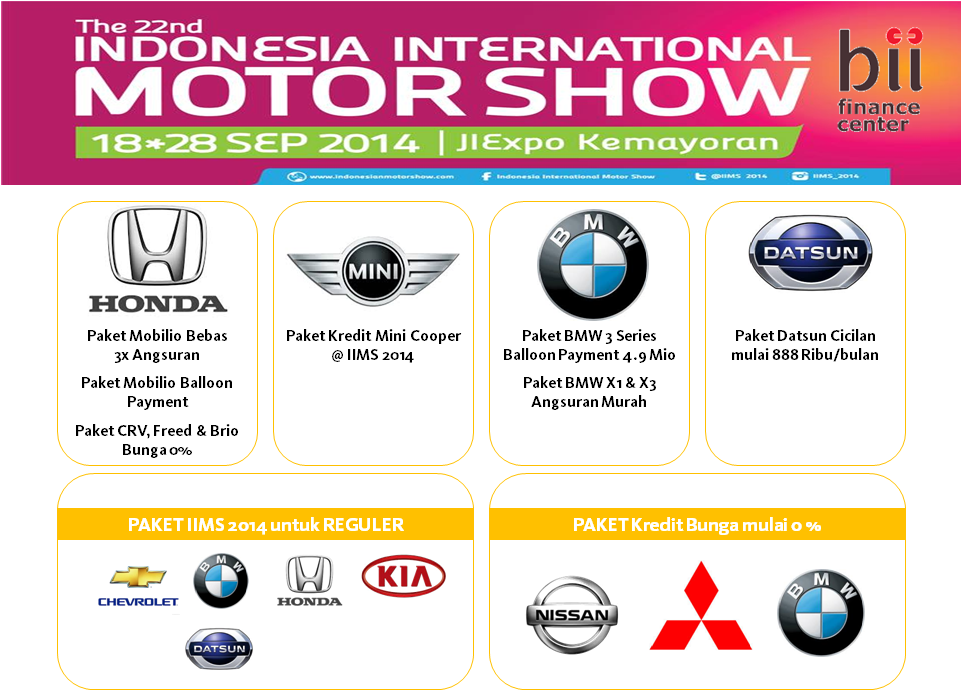 The 22nd
INDONESIA INTERNATIONAL
MOTOR SHOW
18*28 SEP 2014 | JIExpo Kemayoran
bii
finance
center
www.indonesianmotorshow.com
Indonesia International Motor Show
@IIMS_2014
IIMS_2014
HONDA
Paket Mobilio Bebas
3x Angsuran
Paket Mobilio Balloon
Payment
Paket CRV, Freed & Brio
Bunga 0%
MINI
Paket Kredit Mini Cooper
@ IIMS 2014
BMW
Paket BMW 3 Series
Balloon Payment 4.9 Mio
Paket BMW X1 & X3
Angsuran Murah
DATSUN
Paket Datsun Cicilan
mulai 888 Ribu/bulan
PAKET IIMS 2014 untuk REGULER
CHEVROLET
BMW
HONDA
KIA
DATSUN
PAKET Kredit Bunga mulai 0 %
NISSAN
BMW